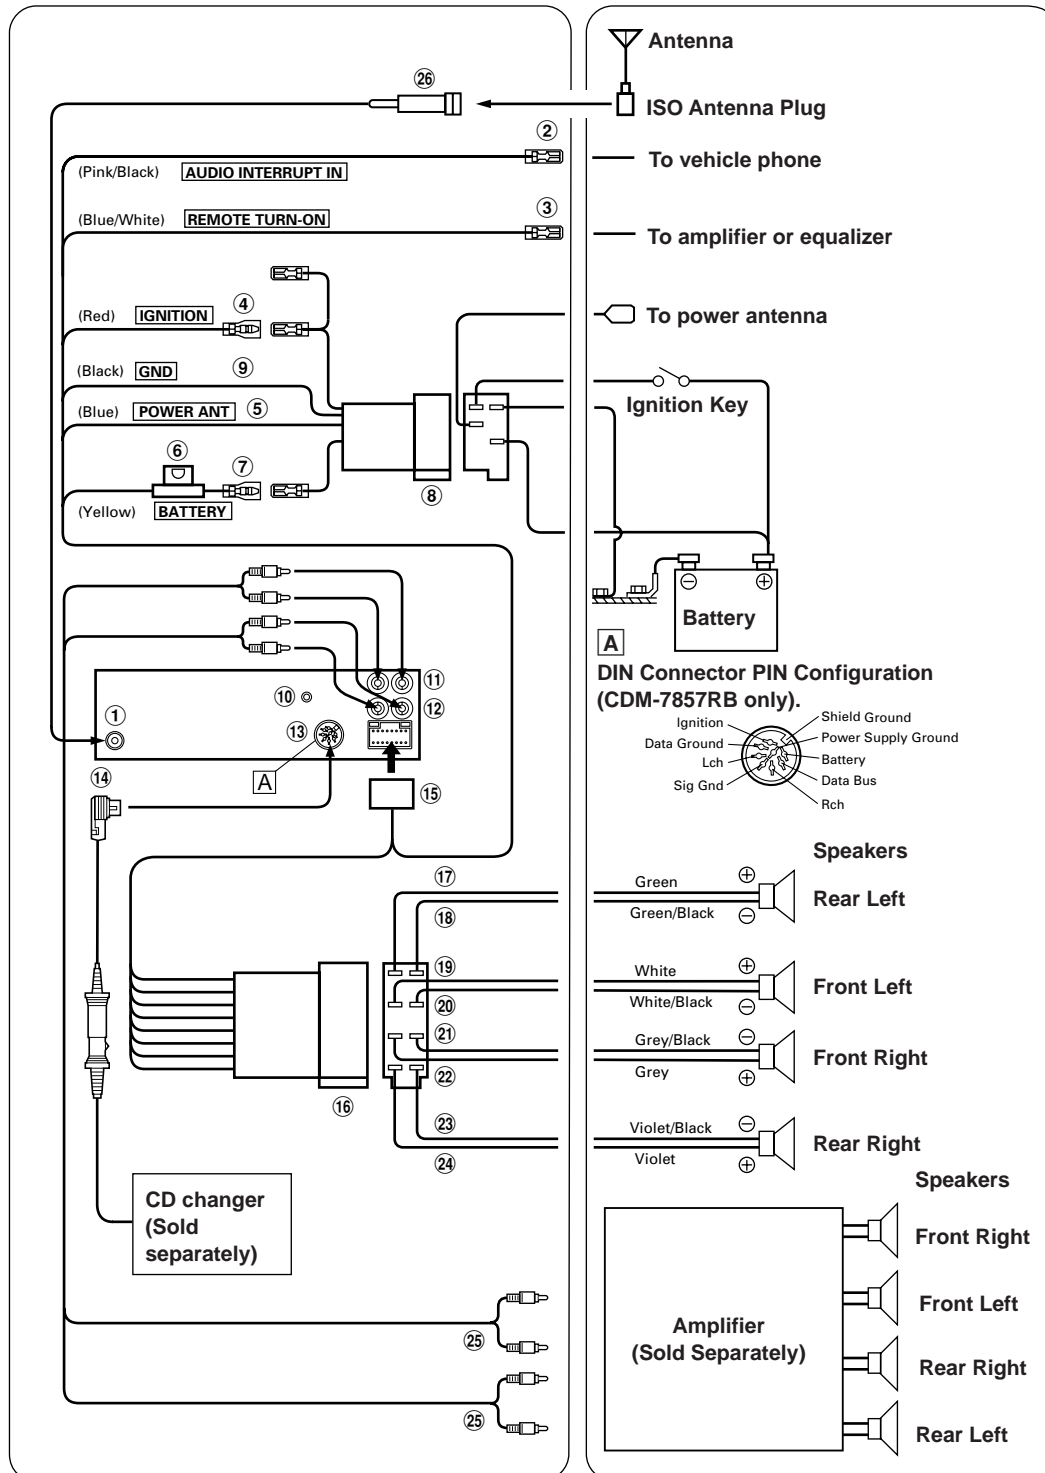 Antenna
26
ISO Antenna Plug
2
(Pink/Black) AUDIO INTERRUPT IN
To vehicle phone
3
(Blue/White) REMOTE TURN-ON
To amplifier or equalizer
4
(Red) IGNITION
To power antenna
9
(Black) GND
Ignition Key
(Blue) POWER ANT 5
6
7
8
(Yellow) BATTERY
⊖ ⊕
Battery
A
DIN Connector PIN Configuration
(CDM-7857RB only).
Ignition
Data Ground
Lch
Sig Gnd
Shield Ground
Power Supply Ground
Battery
Data Bus
Rch
11
10
12
1
13
14
A
15
Speakers
17
Green ⊕
Rear Left
18
Green/Black ⊖
19
White ⊕
Front Left
20
White/Black ⊖
21
Grey/Black ⊖
Front Right
22
Grey ⊕
16
23
Violet/Black ⊖
Rear Right
24
Violet ⊕
CD changer
(Sold
separately)
Speakers
Front Right
Front Left
Amplifier
(Sold Separately)
Rear Right
Rear Left
25
25